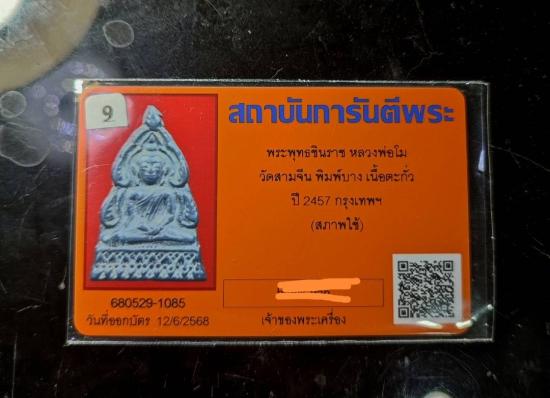 9
สถาบันการันตีพระ
พระพุทธชินราช หลวงพ่อโม
วัดสามจีน พิมพ์บาง เนื้อตะกั่ว
ปี 2457 กรุงเทพฯ
(สภาพใช้)
680529-1085
วันที่ออกบัตร 12/6/2568
เจ้าของพระเครื่อง